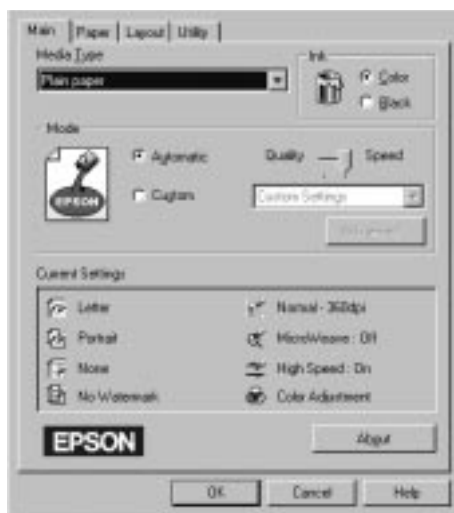 Main Paper Layout Utility
Media Type
Ink
Plain paper
Color
Black
Mode
Automatic
Quality
Speed
EPSON
Custom
Custom Settings
Current Settings
Letter
Normal - 360dpi
Portrait
MicroWeave : Off
None
High Speed : On
No Watermark
Color Adjustment
EPSON
About
OK Cancel Help